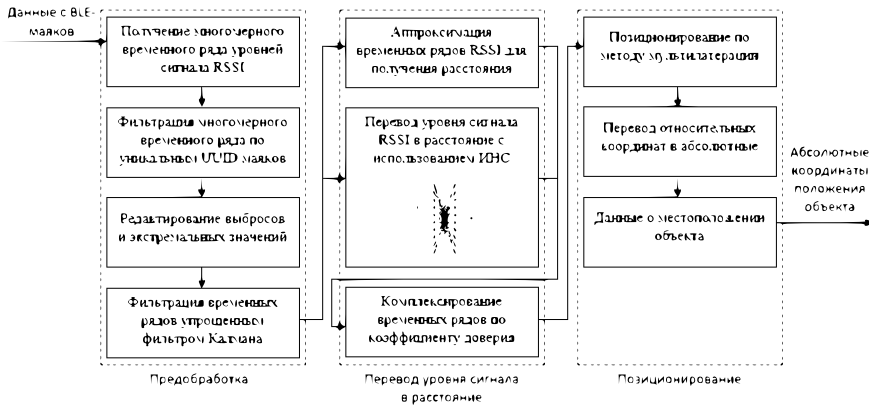 Данные с BLE-
маяков
Получение многомерного
временного ряда уровней
сигнала RSSI
Фильтрация многомерного
временного ряда по
уникальным UUID маяков
Редактирование выбросов
и экстремальных значений
Фильтрация временных
рядов упрощенным
фильтром Калмана
Предобработка
Аппроксимация
временных рядов RSSI для
получения расстояния
Перевод уровня сигнала
RSSI в расстояние с
использованием ИНС
Комплексирование
временных рядов по
коэффициенту доверия
Перевод уровня сигнала
в расстояние
Позиционирование по
методу мультилатерации
Перевод относительных
координат в абсолютные
Данные о местоположении
объекта
Позиционирование
Абсолютные
координаты
положения
объекта